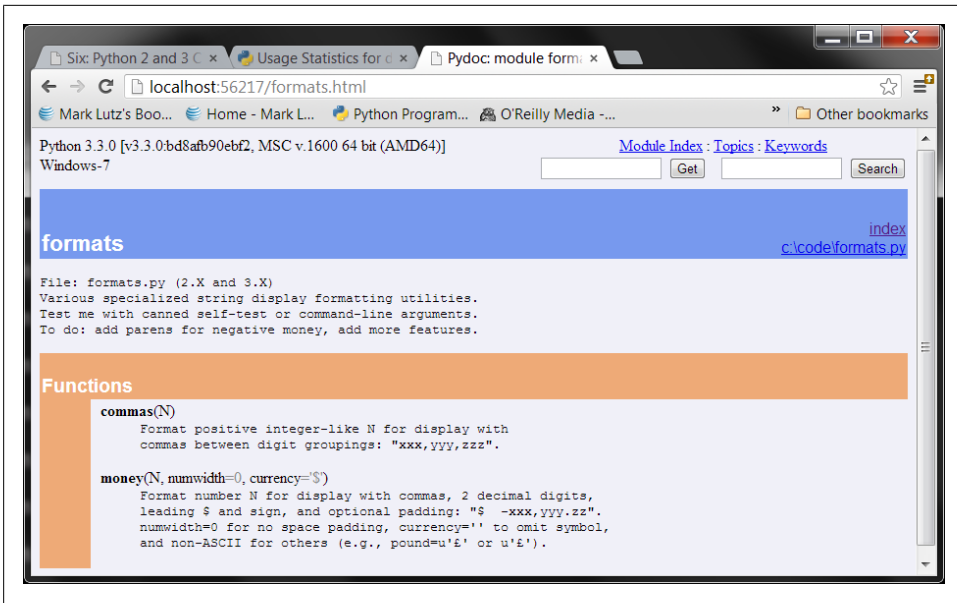 Six: Python 2 and 3 C
Usage Statistics for d
Pydoc: module forma
localhost:56217/formats.html
Mark Lutz's Boo...
Home - Mark L...
Python Program...
O'Reilly Media -...
»
Other bookmarks
Python 3.3.0 [v3.3.0:bd8afb90ebf2, MSC v.1600 64 bit (AMD64)]
Windows-7
Module Index : Topics : Keywords
Get
Search
formats
index
c:\code\formats.py
File: formats.py (2.X and 3.X)
Various specialized string display formatting utilities.
Test me with canned self-test or command-line arguments.
To do: add parens for negative money, add more features.
Functions
commas(N)
Format positive integer-like N for display with
commas between digit groupings: "xxx,yyy,zzz".
money(N, numwidth=0, currency='$')
Format number N for display with commas, 2 decimal digits,
leading $ and sign, and optional padding: "$  -xxx,yyy.zz".
numwidth=0 for no space padding, currency='' to omit symbol,
and non-ASCII for others (e.g., pound=u'£' or u'£').